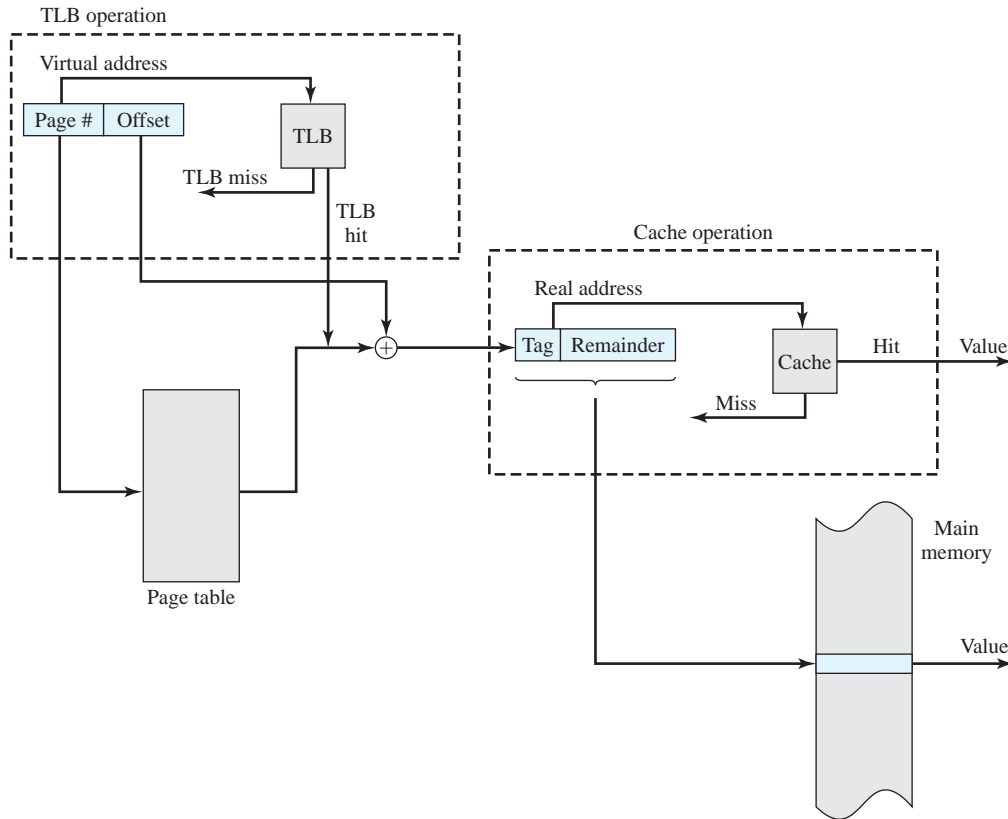 TLB operation
Virtual address
Page #
Offset
TLB
TLB miss
TLB
hit
Cache operation
Real address
Tag
Remainder
Cache
Hit
Value
Miss
Page table
Main
memory
Value